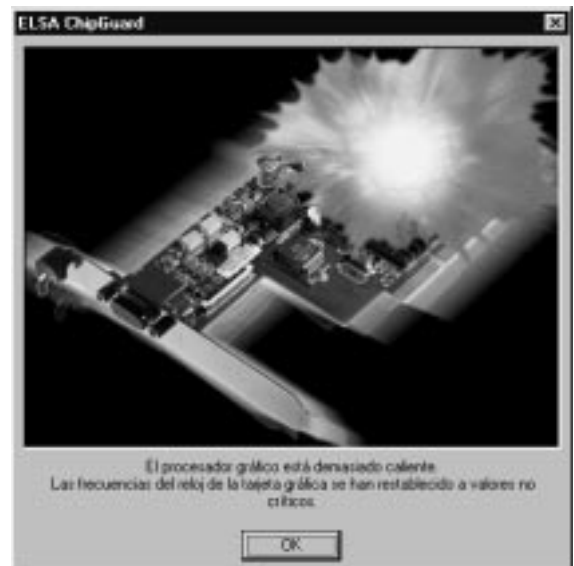 ELSA ChipGuard
El procesador gráfico está demasiado caliente.
Las frecuencias del reloj de la tarjeta gráfica se han restablecido a valores no
críticos.
OK